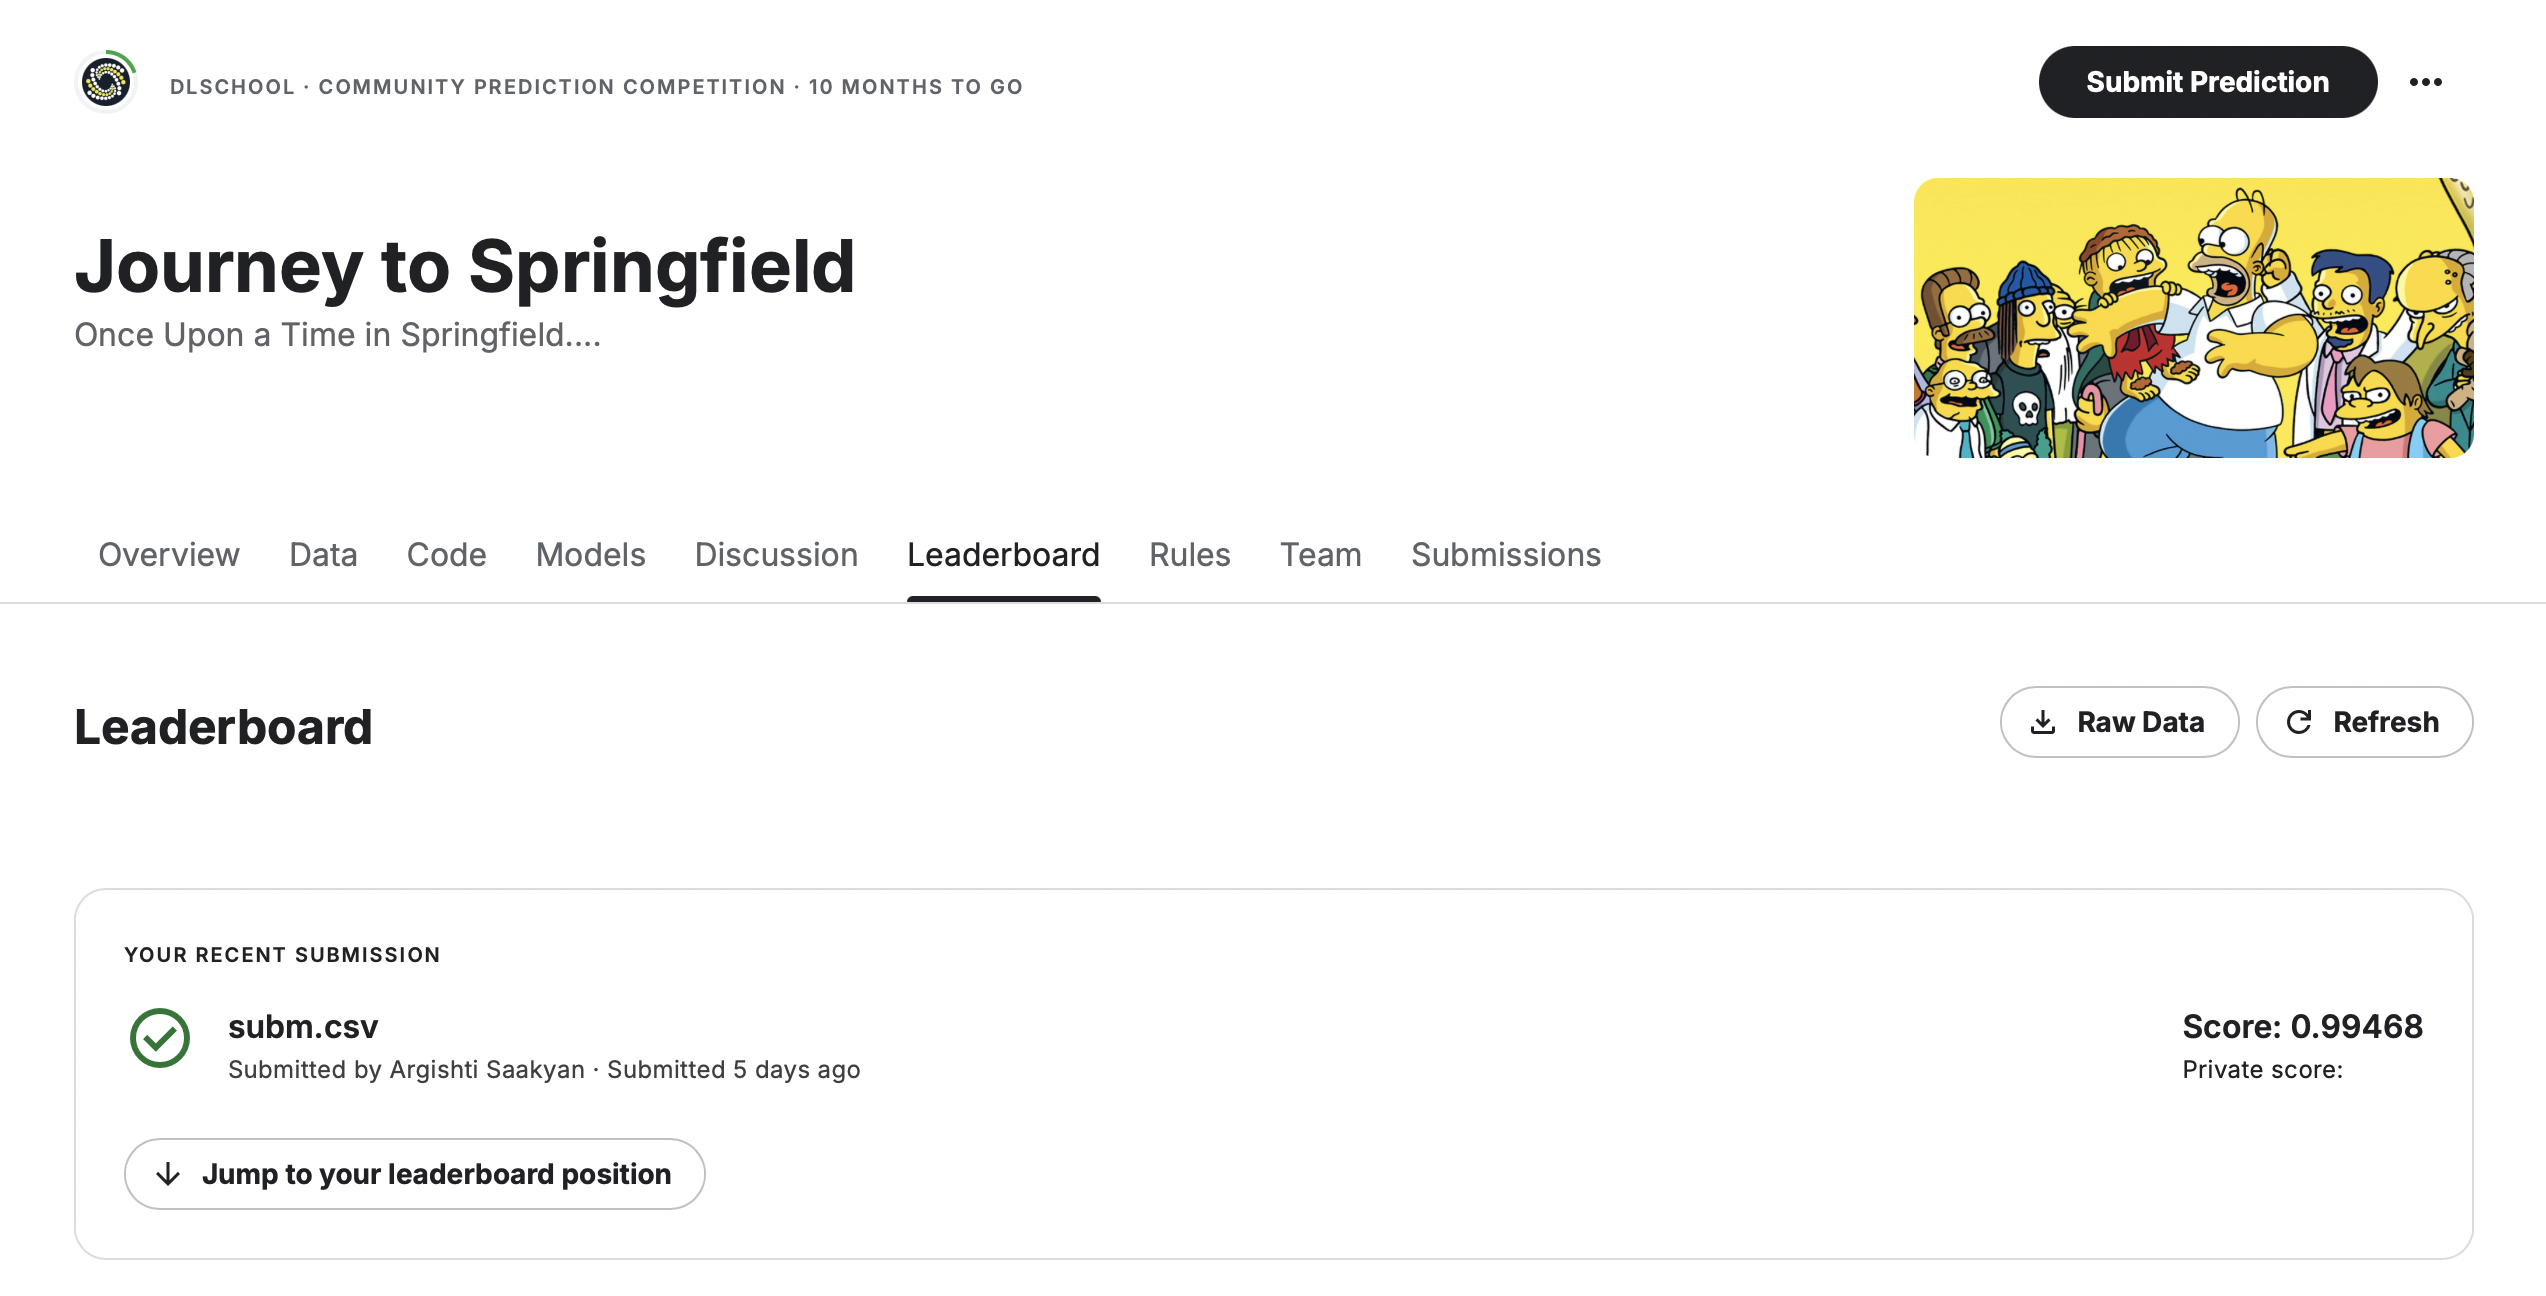 DLSCHOOL · COMMUNITY PREDICTION COMPETITION · 10 MONTHS TO GO
Submit Prediction
Journey to Springfield
Once Upon a Time in Springfield....
Overview Data Code Models Discussion Leaderboard Rules Team Submissions
Leaderboard
Raw Data
Refresh
YOUR RECENT SUBMISSION
subm.csv
Submitted by Argishti Saakyan · Submitted 5 days ago
Score: 0.99468
Private score:
Jump to your leaderboard position